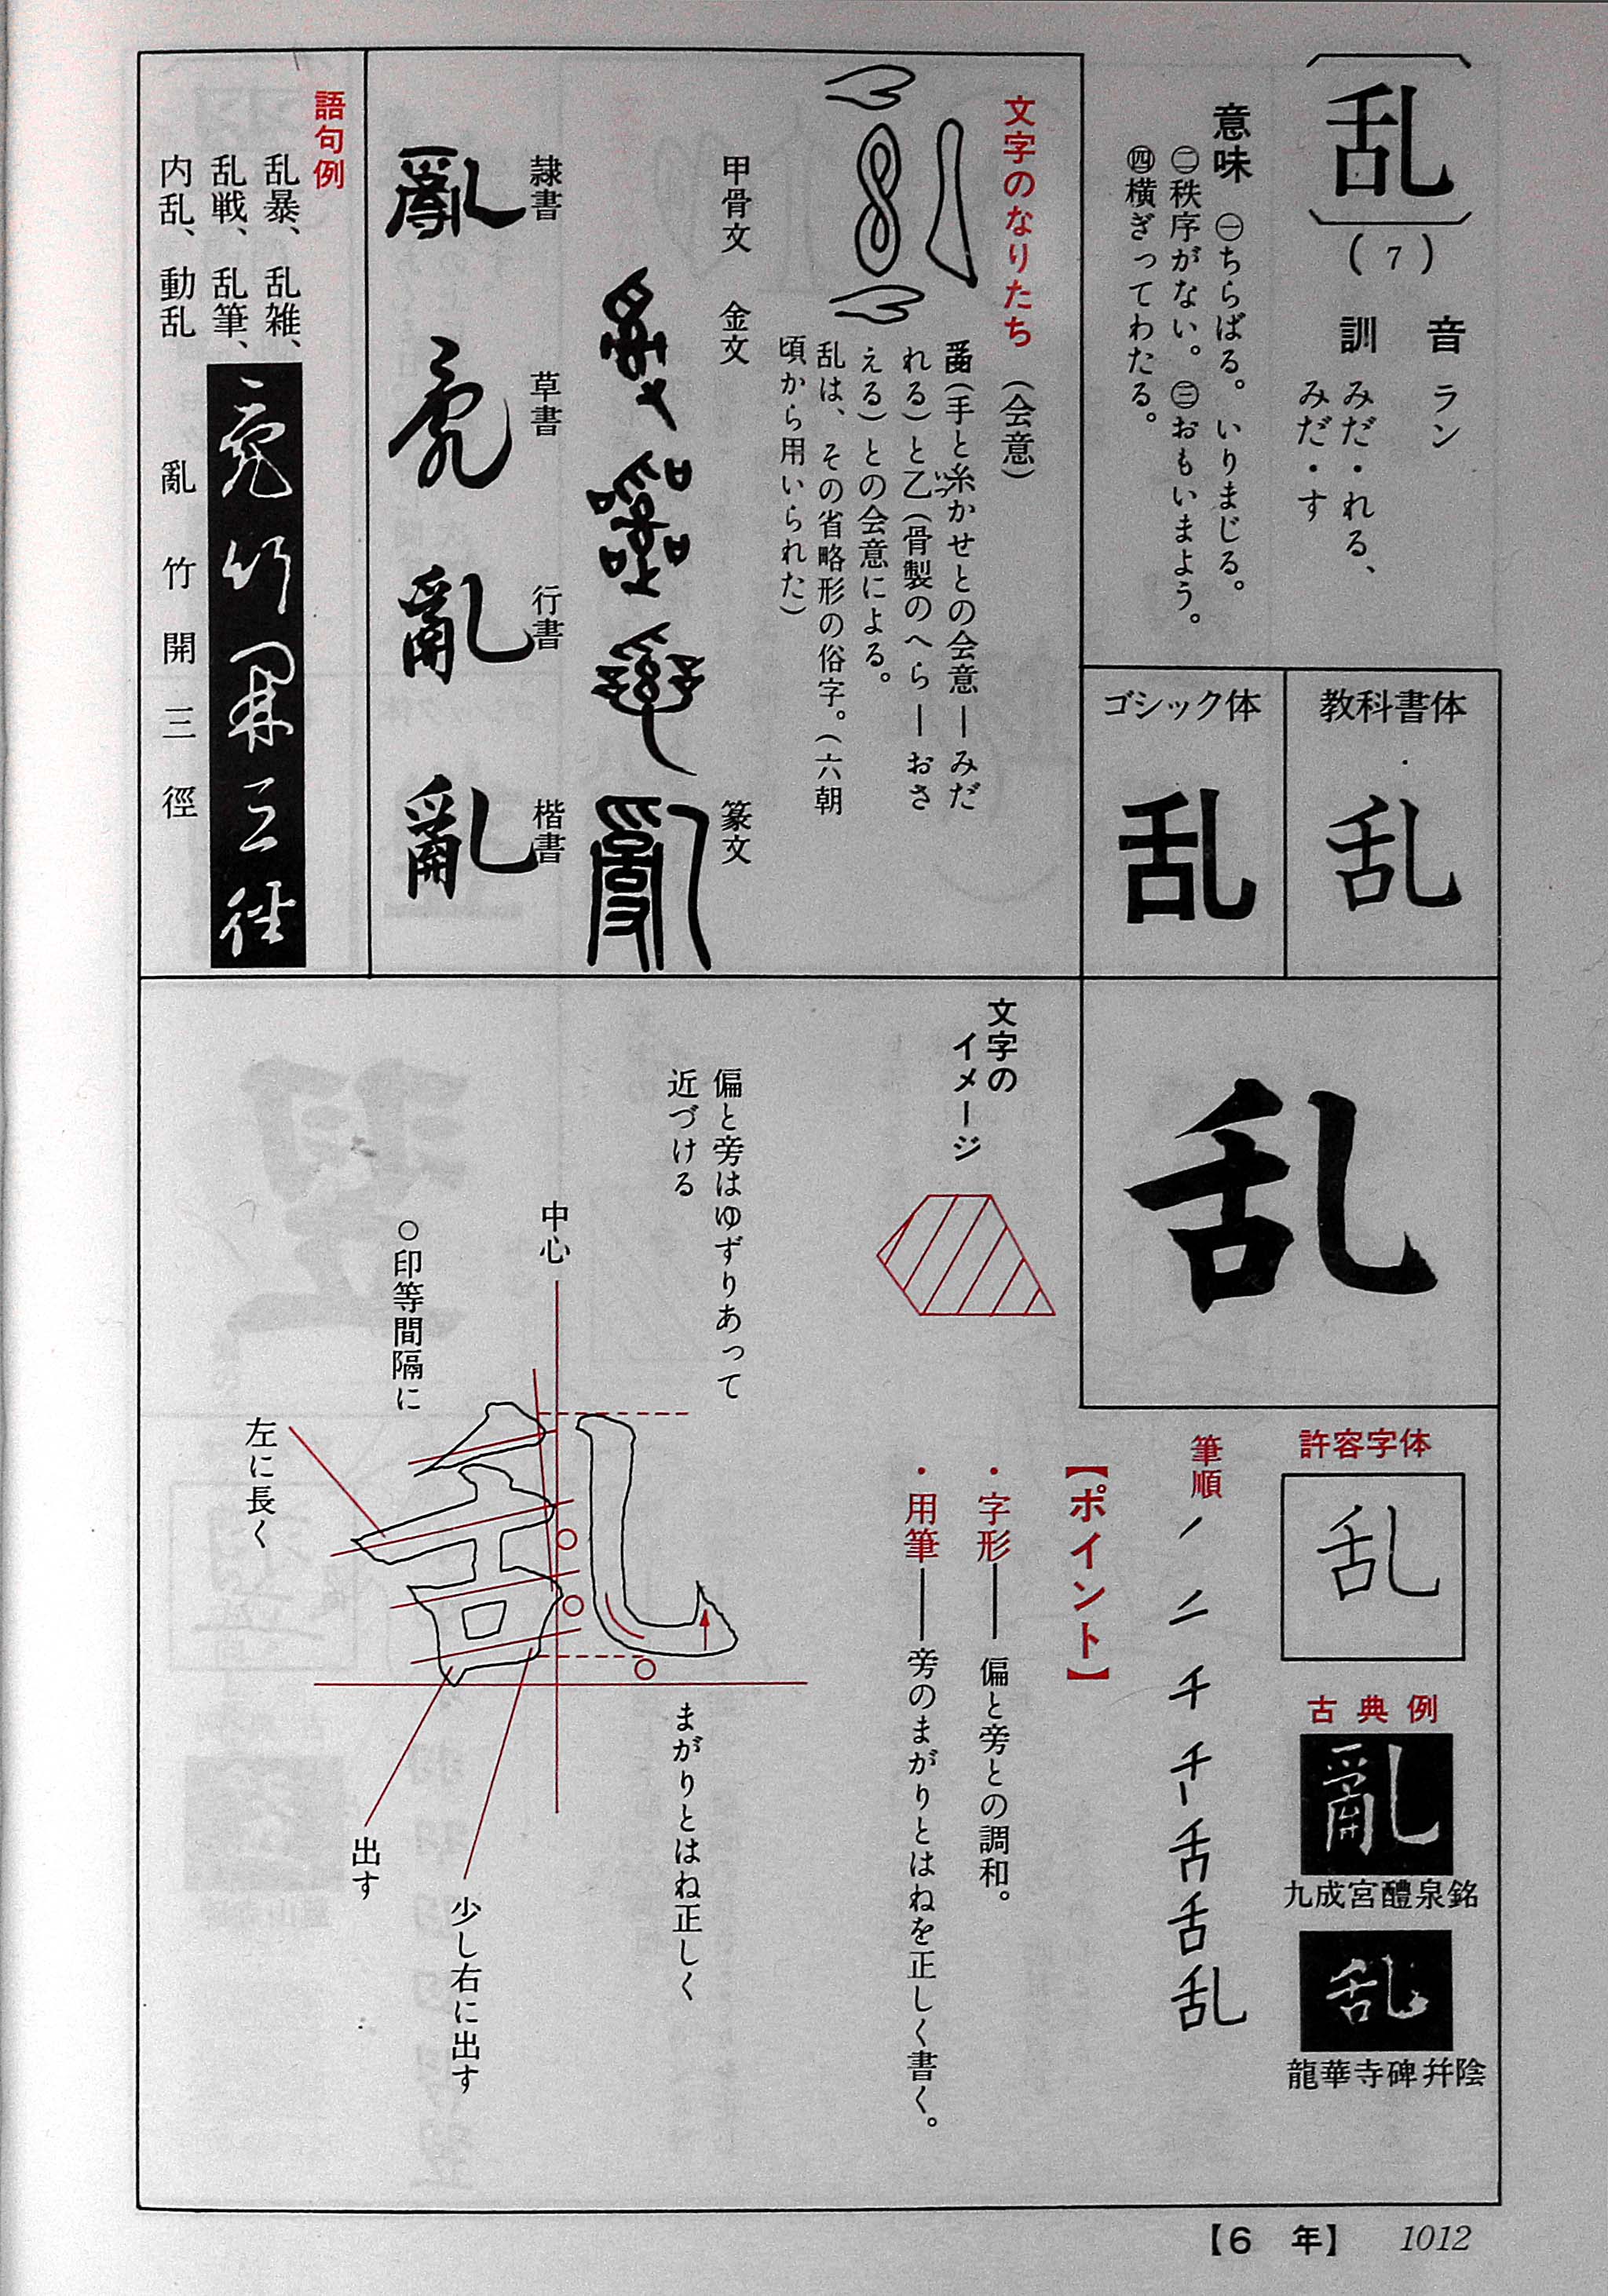 乱
(7)
音 ラン
訓 みだ・れる、
みだ・す
意味 ㊀ちらばる。いりまじる。
㊁秩序がない。㊂おもいまよう。
㊃横ぎってわたる。
教科書体
乱
ゴシック体
乱
文字のなりたち (会意)
𤔔(手と糸かせとの会意―みだ
れる)と乙(骨製のへら―おさ
える)との会意による。
乱は、その省略形の俗字。(六朝
頃から用いられた)
甲骨文 金文 篆文
隷書 草書 行書 楷書
亂 亂 亂 亂
語句例
乱暴、乱雑、
乱戦、乱筆、
内乱、動乱
亂竹開三徑
亂竹開三徑
乱
許容字体
乱
古典例
亂
九成宮醴泉銘
乱
龍華寺碑幷陰
筆順
乱
【ポイント】
・字形―偏と旁との調和。
・用筆―旁のまがりとはねを正しく書く。
文字の
イメージ
偏と旁はゆずりあって
近づける
中心
○印等間隔に
左に長く
まがりとはね正しく
少し右に出す
出す
【6 年】 1012